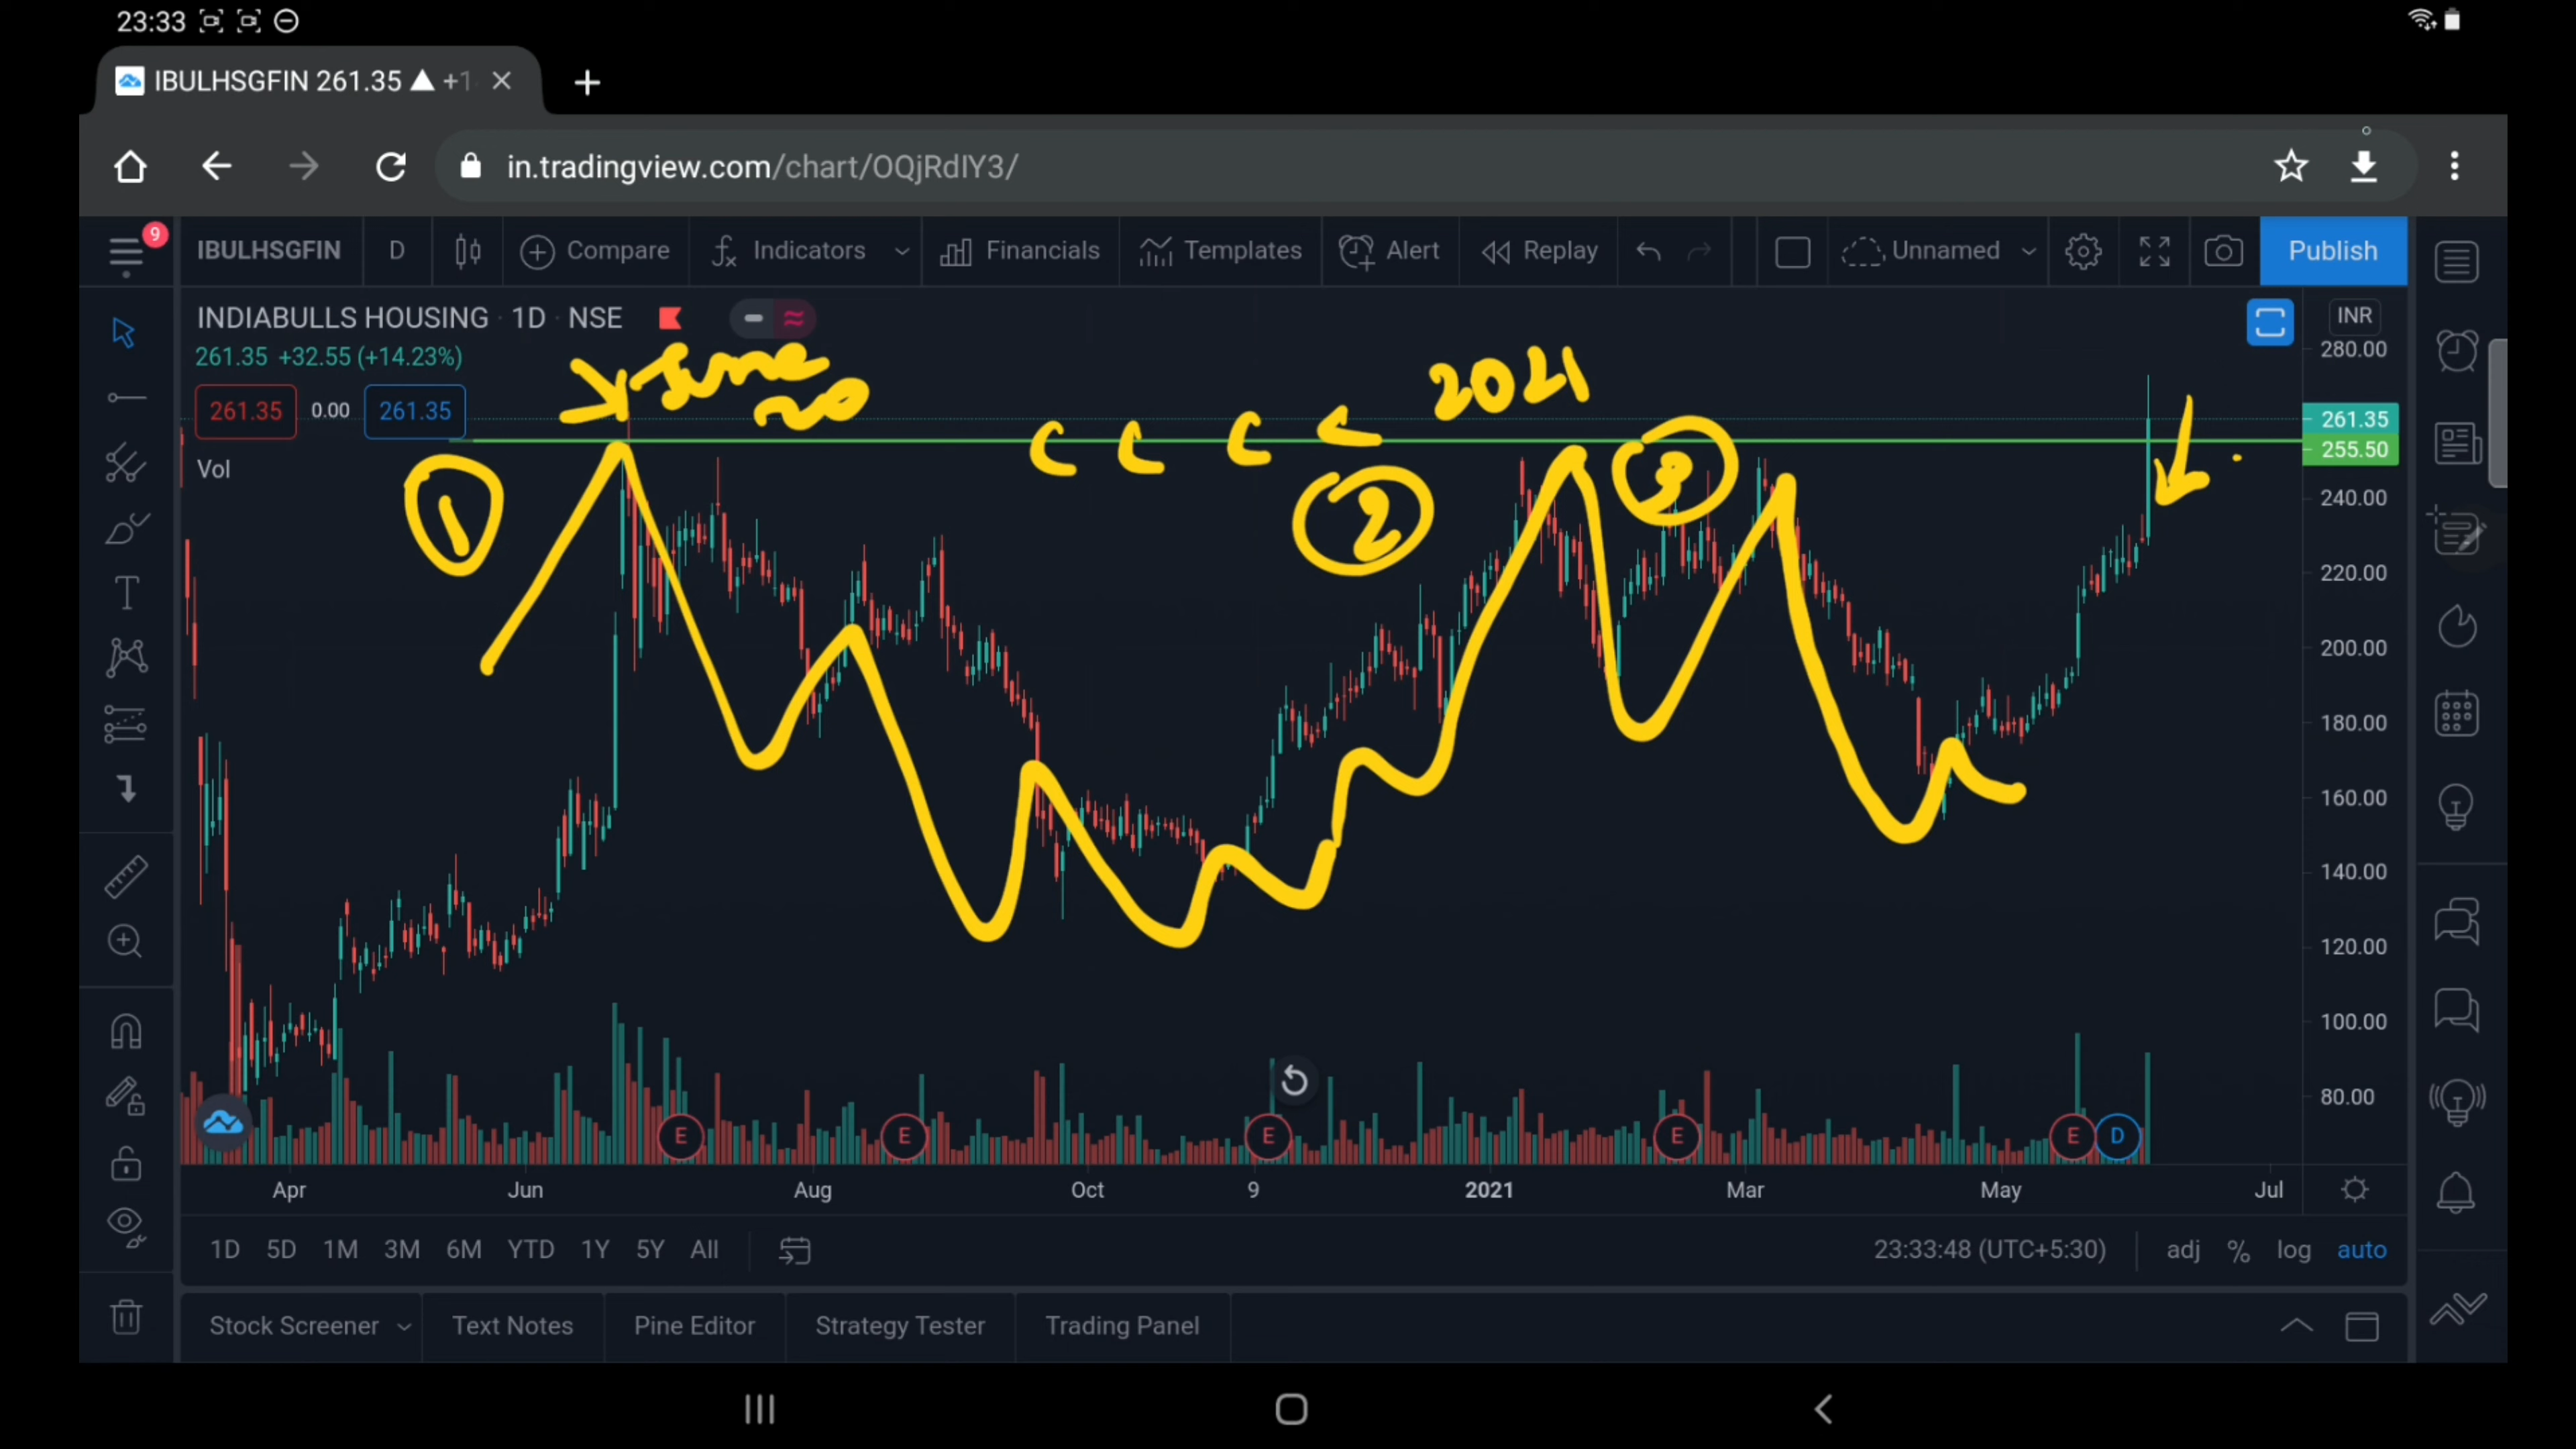 23:33
IBULHSGFIN 261.35 ▲ +1
in.tradingview.com/chart/OQjRdIY3/
9
IBULHSGFIN D Compare Indicators Financials Templates Alert Replay Unnamed Publish
INDIABULLS HOUSING · 1D · NSE
INR
261.35 +32.55 (+14.23%)
261.35 0.00 261.35
Vol
June
20
2021
1
2
3
280.00
261.35
255.50
240.00
220.00
200.00
180.00
160.00
140.00
120.00
100.00
80.00
E E E E E D
Apr Jun Aug Oct 9 2021 Mar May Jul
1D 5D 1M 3M 6M YTD 1Y 5Y All 23:33:48 (UTC+5:30) adj % log auto
Stock Screener Text Notes Pine Editor Strategy Tester Trading Panel